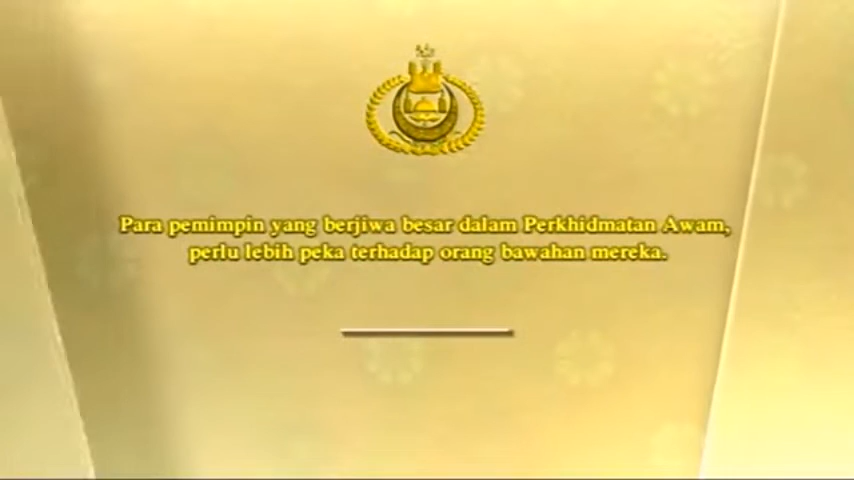 Para pemimpin yang berjiwa besar dalam Perkhidmatan Awam,
perlu lebih peka terhadap orang bawahan mereka.